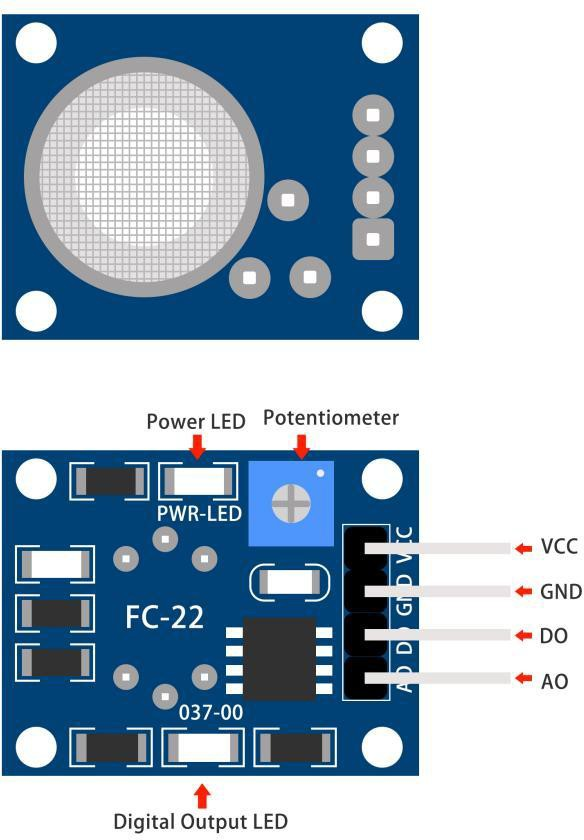 Power LED
Potentiometer
PWR-LED
VCC
GND
DO
AO
VCC
GND
DO
AO
FC-22
037-00
Digital Output LED